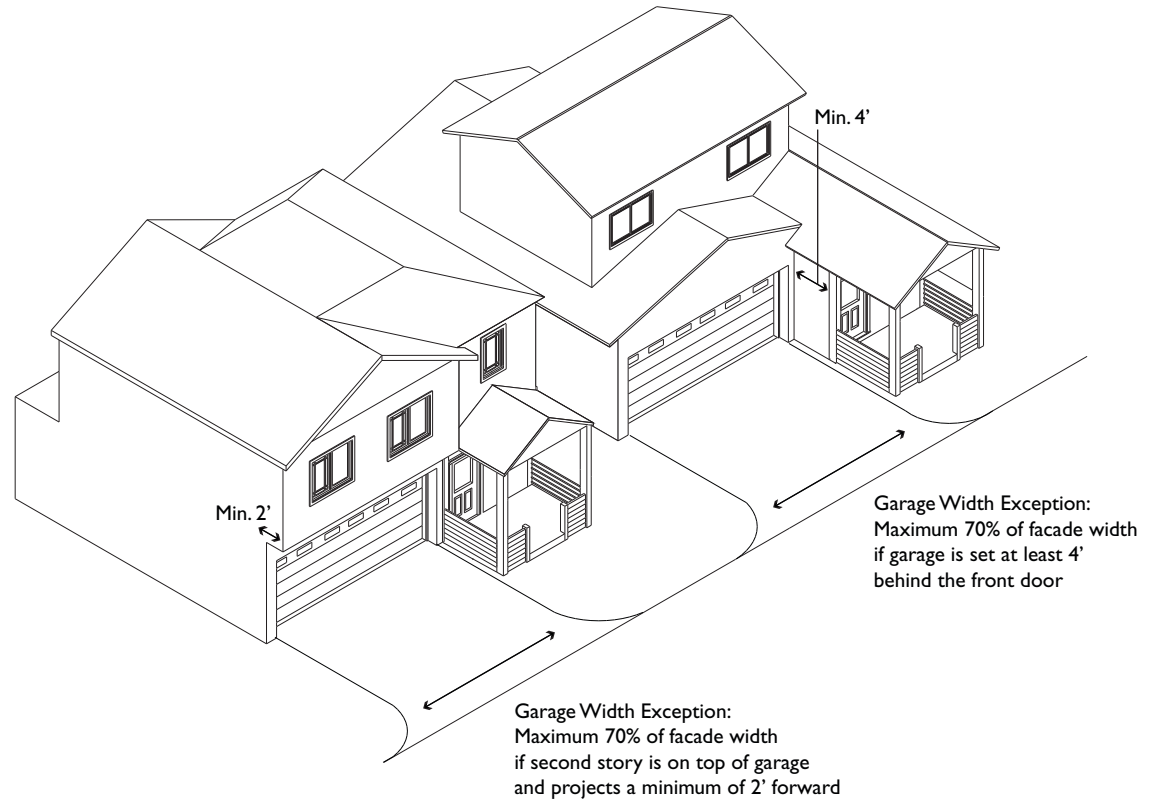 Min. 4’
Min. 2’
Garage Width Exception:
Maximum 70% of facade width
if garage is set at least 4’
behind the front door
Garage Width Exception:
Maximum 70% of facade width
if second story is on top of garage
and projects a minimum of 2’ forward